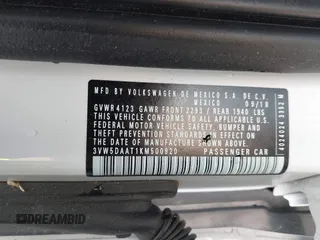 MFD. BY VOLKSWAGEN DE MEXICO S.A. DE C.V.
MEXICO 09/18
GVWR 4123 GAWR FRONT 2293 / REAR 1940 LBS
THIS VEHICLE CONFORMS TO ALL APPLICABLE
FEDERAL MOTOR VEHICLE SAFETY, BUMPER AND
THEFT PREVENTION STANDARDS IN EFFECT ON
THE DATE OF MANUFACTURE SHOWN ABOVE.
3VW5DAAT1KM500920 PASSENGER CAR
DREAMBID